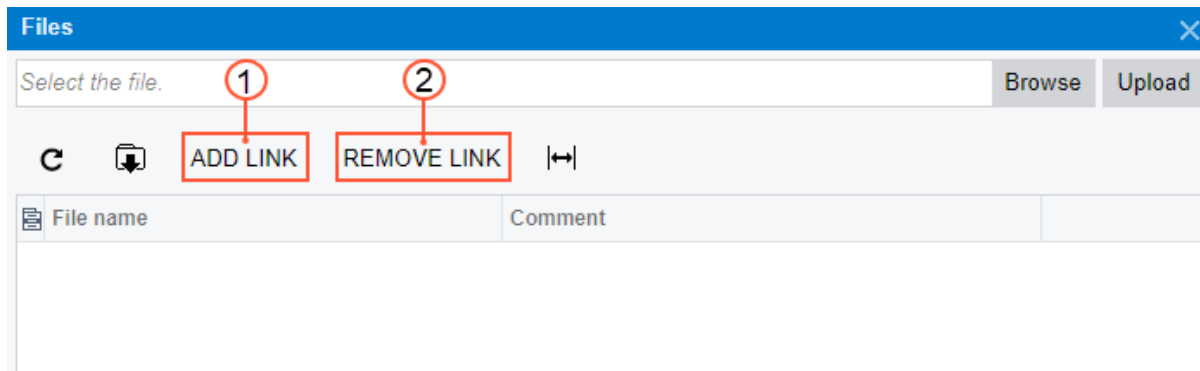 Files
Select the file.
Browse
Upload
1
2
ADD LINK
REMOVE LINK
File name
Comment